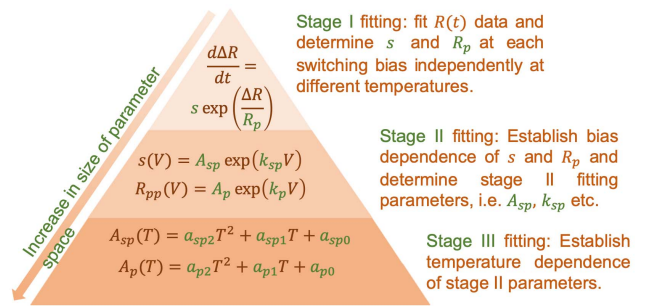 Increase in size of parameter
space
dΔR
dt
=
s exp(ΔR/R_p)
s(V) = A_sp exp(k_sp V)
R_pp(V) = A_p exp(k_p V)
A_sp(T) = a_sp2 T² + a_sp1 T + a_sp0
A_p(T) = a_p2 T² + a_p1 T + a_p0
Stage I fitting: fit R(t) data and
determine s and R_p at each
switching bias independently at
different temperatures.
Stage II fitting: Establish bias
dependence of s and R_p and
determine stage II fitting
parameters, i.e. A_sp, k_sp etc.
Stage III fitting: Establish
temperature dependence
of stage II parameters.